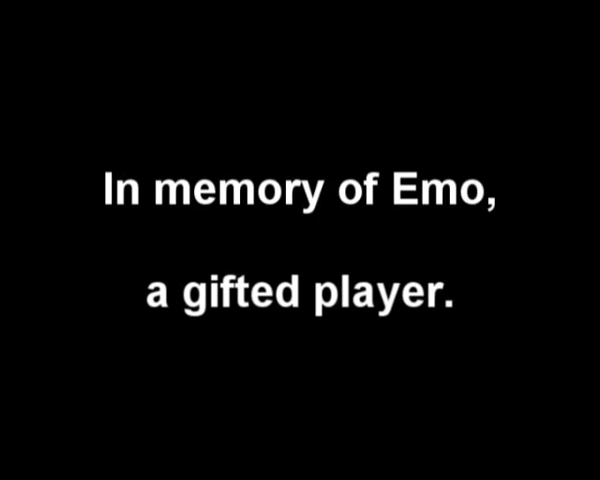 In memory of Emo,
a gifted player.